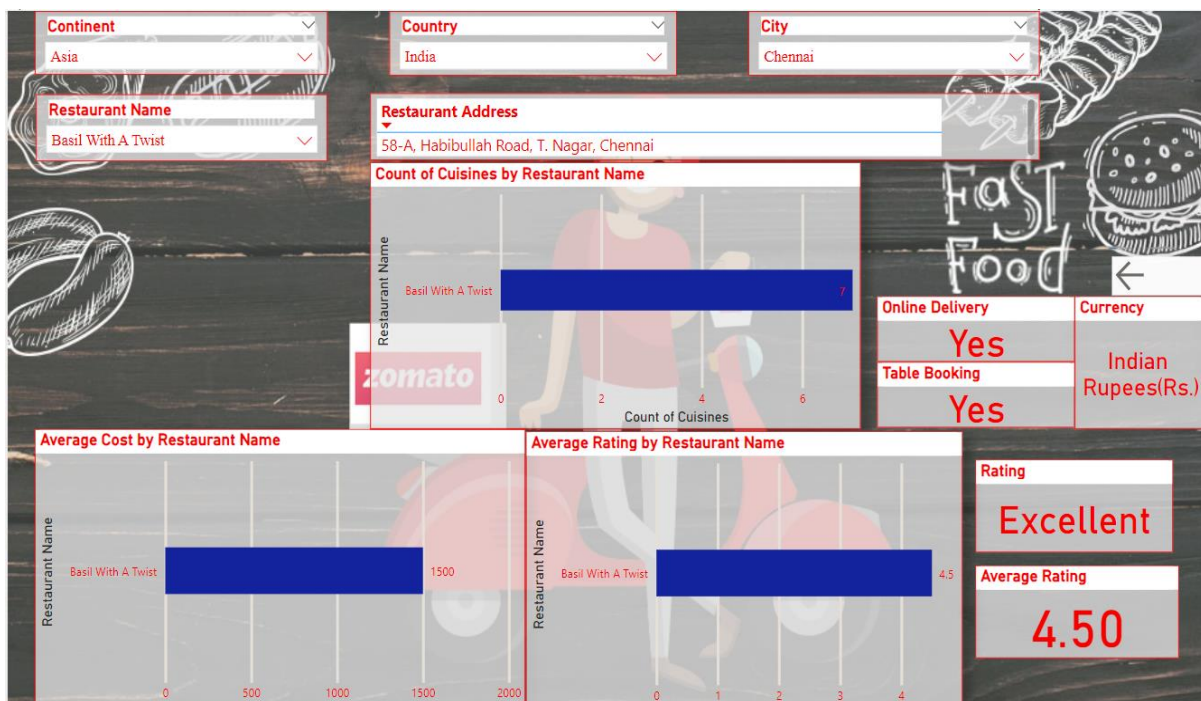 Continent
Asia
Country
India
City
Chennai
Restaurant Name
Basil With A Twist
Restaurant Address
58-A, Habibullah Road, T. Nagar, Chennai
Count of Cuisines by Restaurant Name
Restaurant Name
Basil With A Twist
7
0 2 4 6
Count of Cuisines
FaST
Food
zomato
Online Delivery
Yes
Table Booking
Yes
Currency
Indian
Rupees(Rs.)
Average Cost by Restaurant Name
Restaurant Name
Basil With A Twist
1500
0 500 1000 1500 2000
Average Rating by Restaurant Name
Restaurant Name
Basil With A Twist
4.5
0 1 2 3 4
Rating
Excellent
Average Rating
4.50